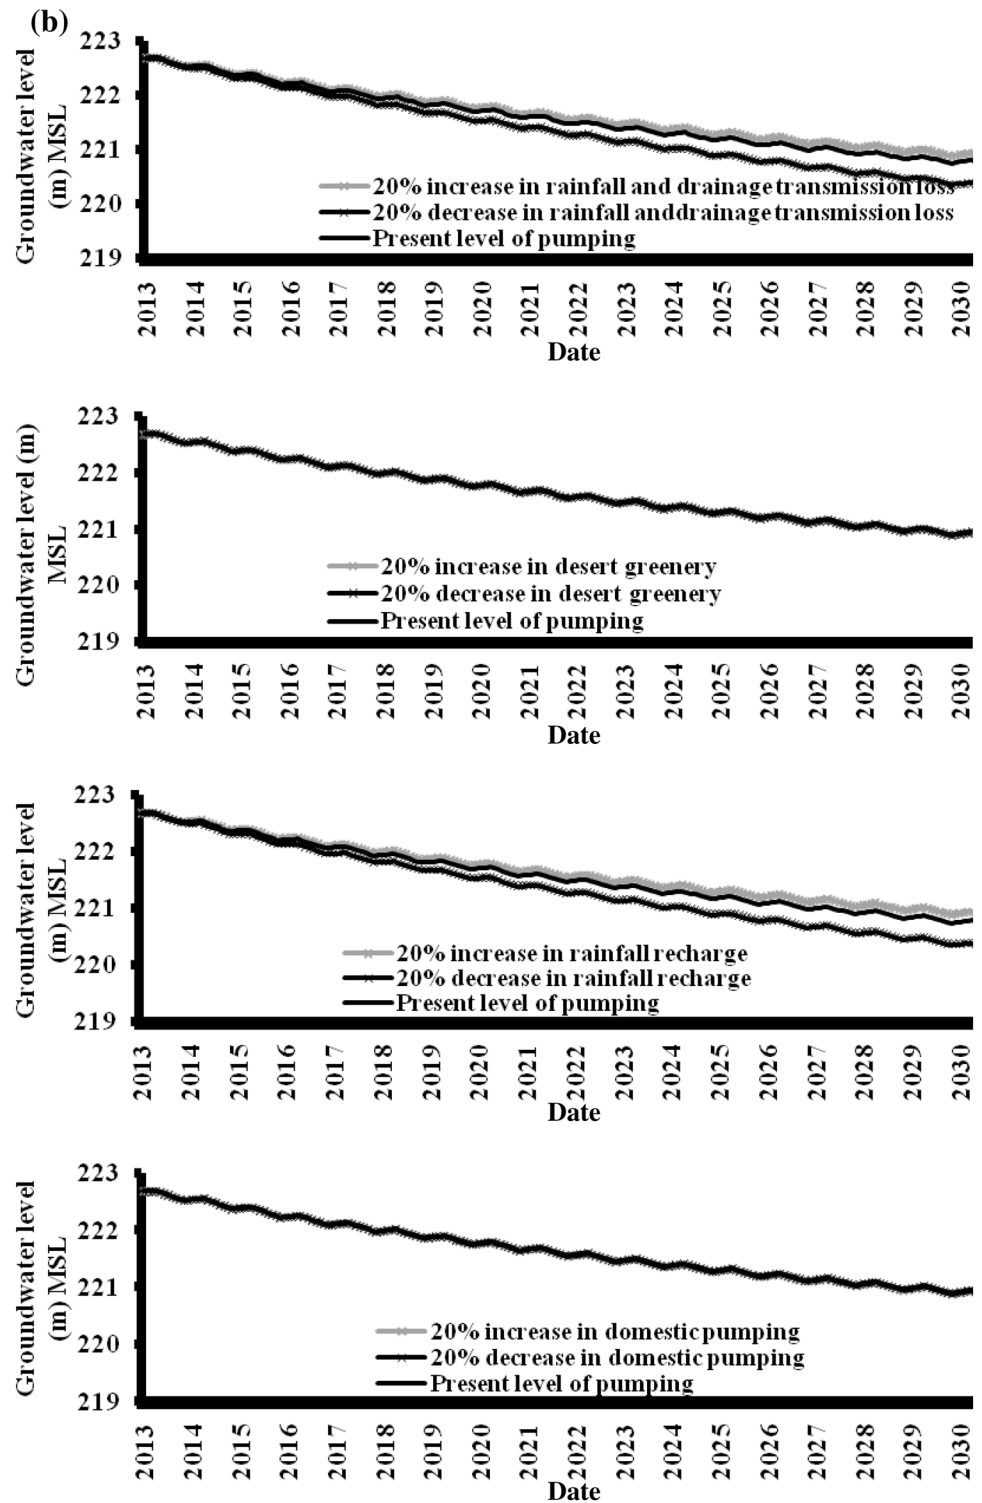 (b)
Groundwater level
(m) MSL
223
222
221
220
219
20% increase in rainfall and drainage transmission loss
20% decrease in rainfall anddrainage transmission loss
Present level of pumping
2013 2014 2015 2016 2017 2018 2019 2020 2021 2022 2023 2024 2025 2026 2027 2028 2029 2030
Date
Groundwater level (m)
MSL
223
222
221
220
219
20% increase in desert greenery
20% decrease in desert greenery
Present level of pumping
2013 2014 2015 2016 2017 2018 2019 2020 2021 2022 2023 2024 2025 2026 2027 2028 2029 2030
Date
Groundwater level
(m) MSL
223
222
221
220
219
20% increase in rainfall recharge
20% decrease in rainfall recharge
Present level of pumping
2013 2014 2015 2016 2017 2018 2019 2020 2021 2022 2023 2024 2025 2026 2027 2028 2029 2030
Date
Groundwater level
(m) MSL
223
222
221
220
219
20% increase in domestic pumping
20% decrease in domestic pumping
Present level of pumping
2013 2014 2015 2016 2017 2018 2019 2020 2021 2022 2023 2024 2025 2026 2027 2028 2029 2030
Date